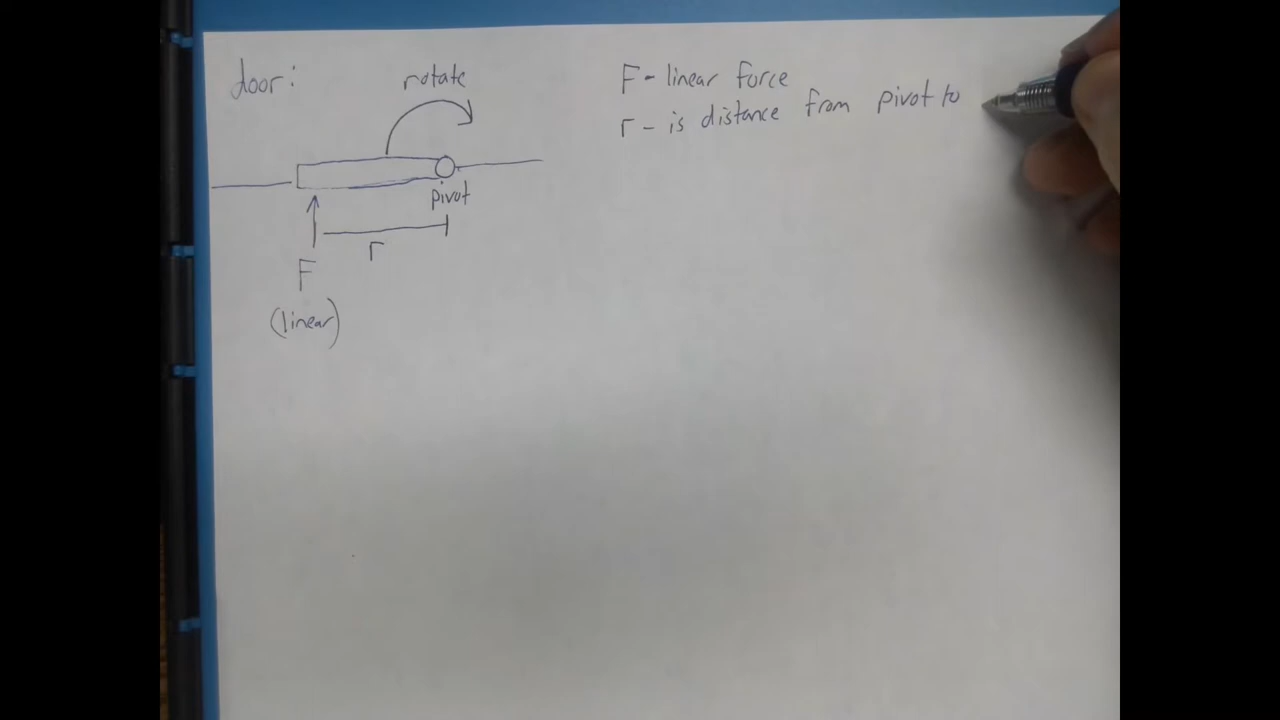 door:
rotate
pivot
r
F
(linear)
F - linear force
r - is distance from pivot to